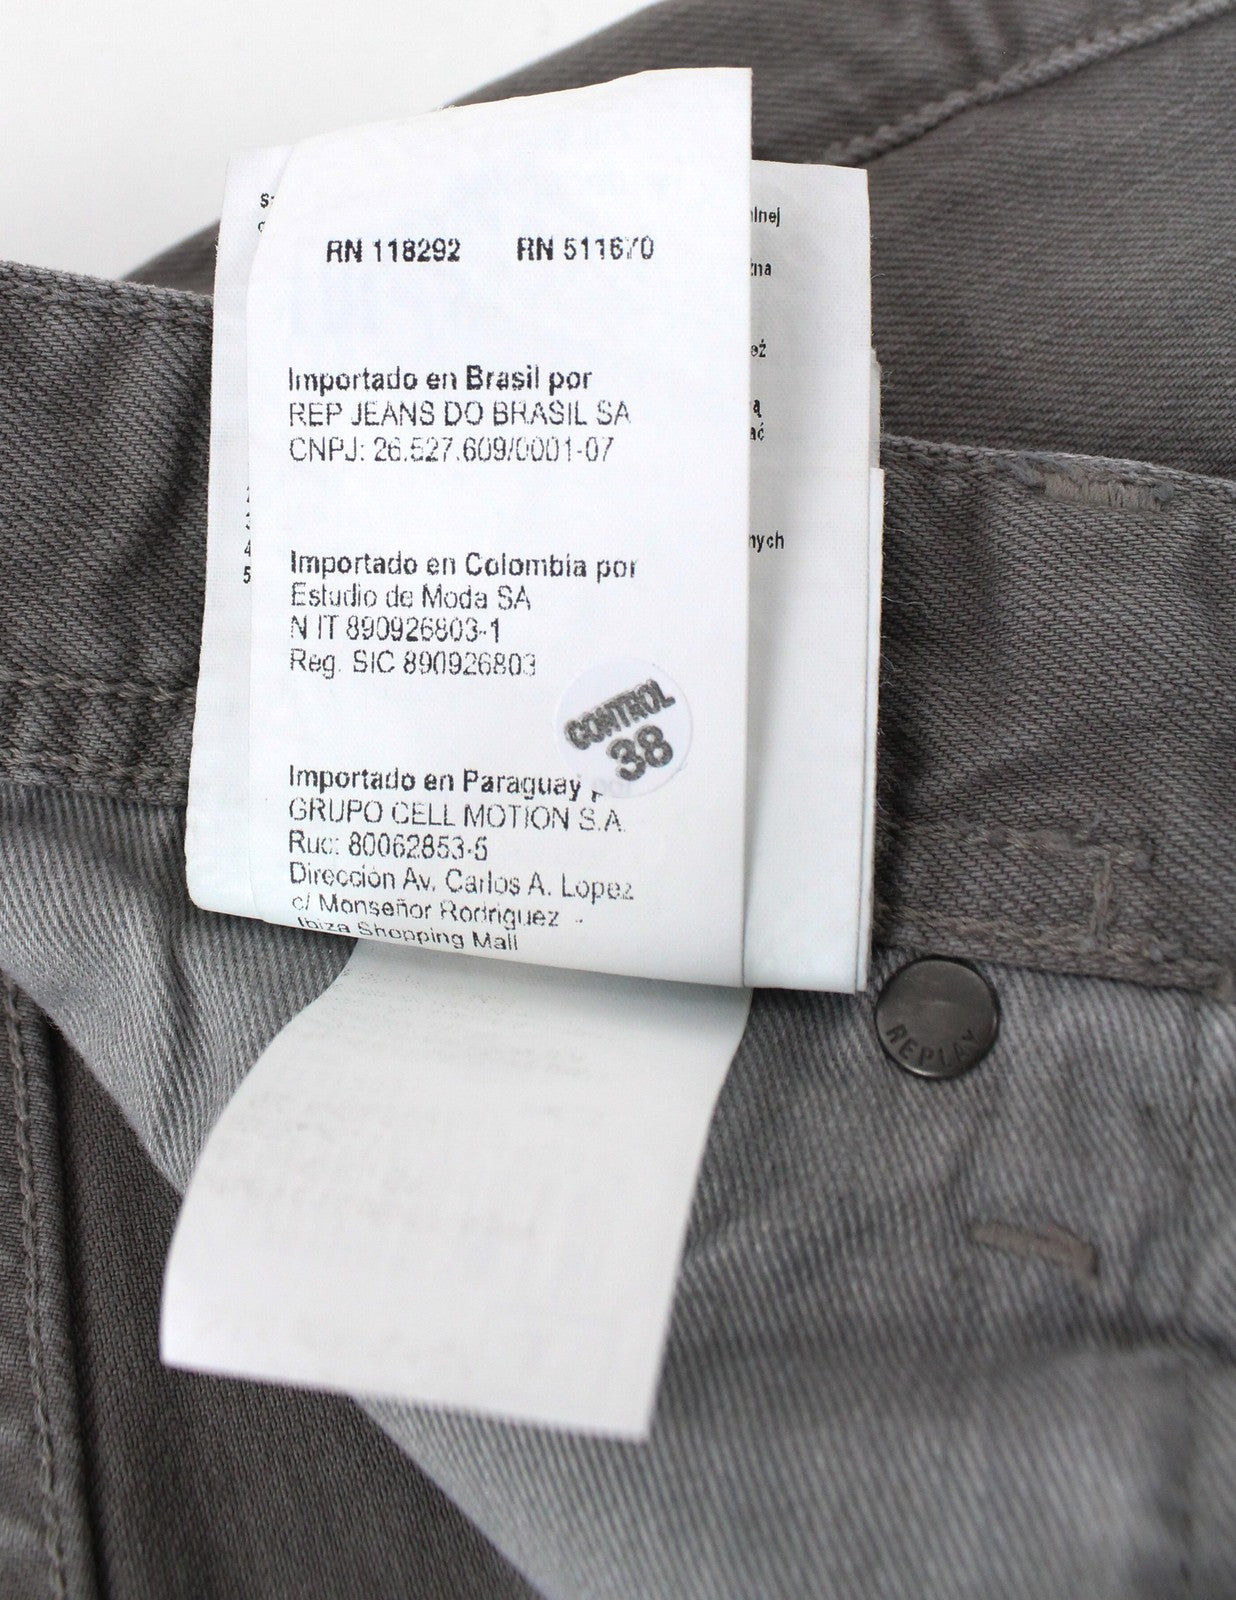 RN 118292 RN 511670
Importado en Brasil por
REP JEANS DO BRASIL SA
CNPJ: 26.527.609/0001-07
Importado en Colombia por
Estudio de Moda SA
N IT 890926803-1
Reg. SIC 890926803
CONTROL
38
Importado en Paraguay por
GRUPO CELL MOTION S.A.
Ruc: 80062853-5
Dirección Av. Carlos A. Lopez
c/ Monseñor Rodriguez -
Ibiza Shopping Mall
REPLAY